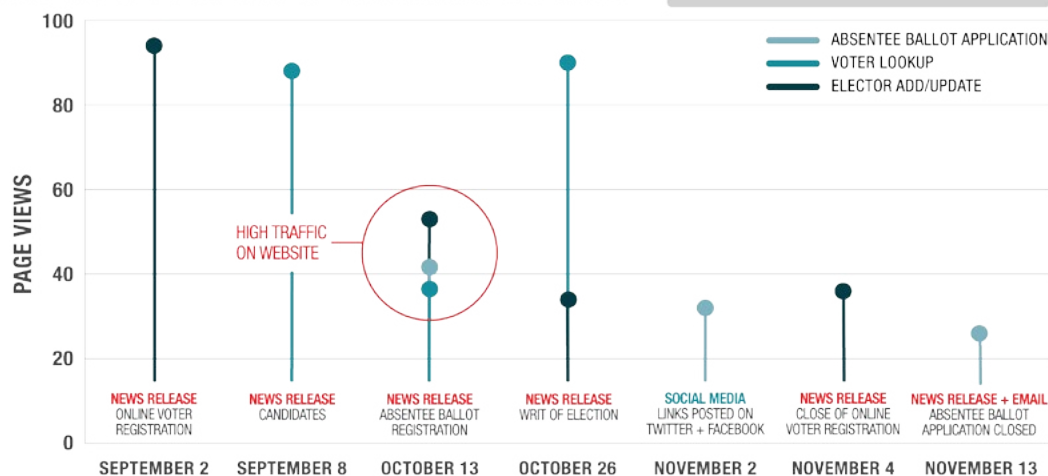 100
80
60
40
20
0
PAGE VIEWS
ABSENTEE BALLOT APPLICATION
VOTER LOOKUP
ELECTOR ADD/UPDATE
HIGH TRAFFIC
ON WEBSITE
NEWS RELEASE
ONLINE VOTER
REGISTRATION
NEWS RELEASE
CANDIDATES
NEWS RELEASE
ABSENTEE BALLOT
REGISTRATION
NEWS RELEASE
WRIT OF ELECTION
SOCIAL MEDIA
LINKS POSTED ON
TWITTER + FACEBOOK
NEWS RELEASE
CLOSE OF ONLINE
VOTER REGISTRATION
NEWS RELEASE + EMAIL
ABSENTEE BALLOT
APPLICATION CLOSED
SEPTEMBER 2
SEPTEMBER 8
OCTOBER 13
OCTOBER 26
NOVEMBER 2
NOVEMBER 4
NOVEMBER 13